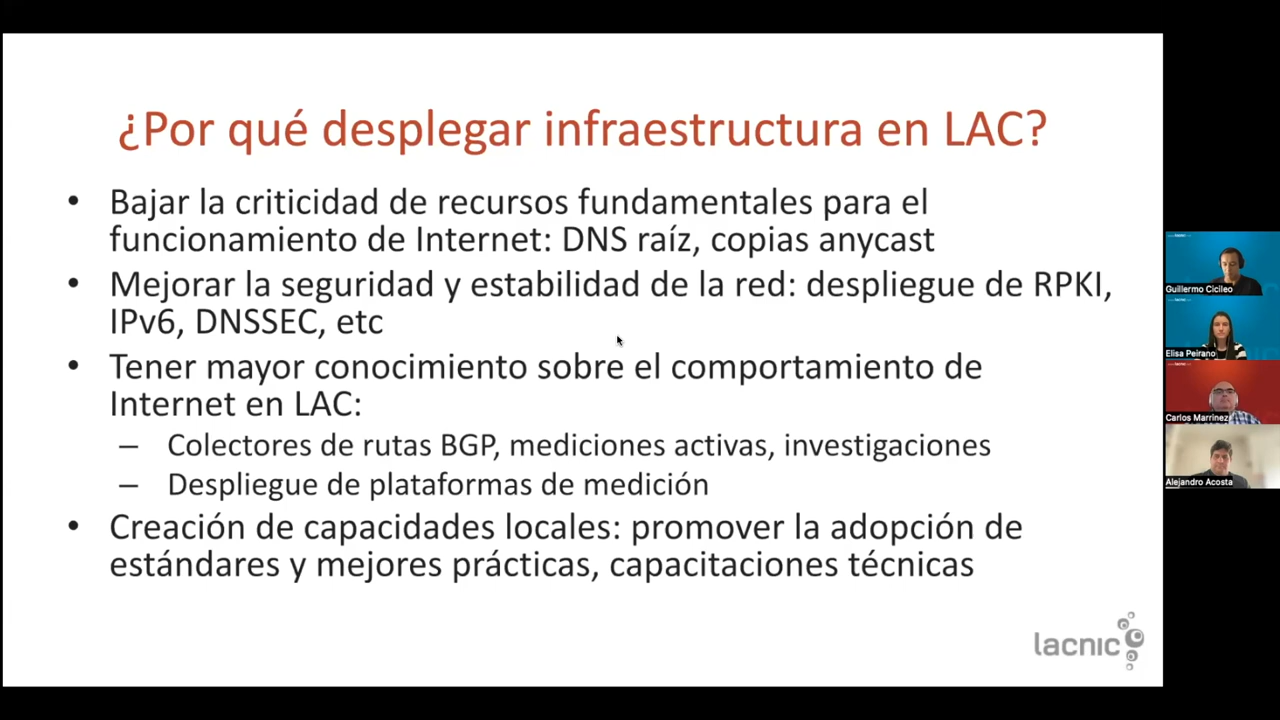 ¿Por qué desplegar infraestructura en LAC?
• Bajar la criticidad de recursos fundamentales para el
funcionamiento de Internet: DNS raíz, copias anycast
• Mejorar la seguridad y estabilidad de la red: despliegue de RPKI,
IPv6, DNSSEC, etc
• Tener mayor conocimiento sobre el comportamiento de
Internet en LAC:
– Colectores de rutas BGP, mediciones activas, investigaciones
– Despliegue de plataformas de medición
• Creación de capacidades locales: promover la adopción de
estándares y mejores prácticas, capacitaciones técnicas
lacnic
Guillermo Cicileo
Elisa Peirano
Carlos Marrinez
Alejandro Acosta